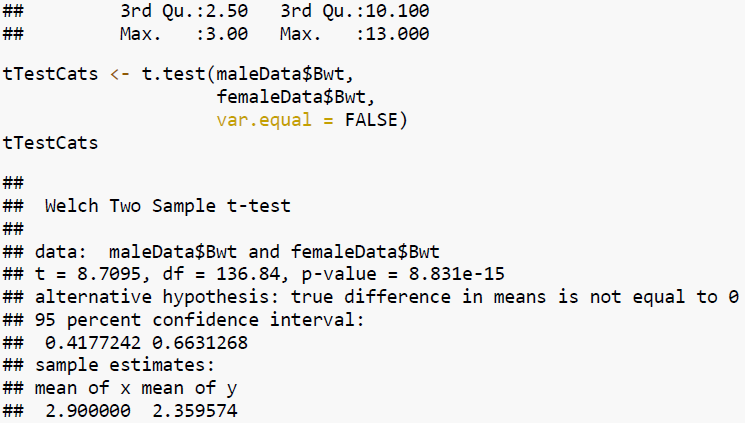 ##          3rd Qu.:2.50   3rd Qu.:10.100
##          Max.   :3.00   Max.   :13.000
tTestCats <- t.test(maleData$Bwt,
                    femaleData$Bwt,
                    var.equal = FALSE)
tTestCats
##
##  Welch Two Sample t-test
##
## data:  maleData$Bwt and femaleData$Bwt
## t = 8.7095, df = 136.84, p-value = 8.831e-15
## alternative hypothesis: true difference in means is not equal to 0
## 95 percent confidence interval:
##  0.4177242 0.6631268
## sample estimates:
## mean of x mean of y
##  2.900000  2.359574